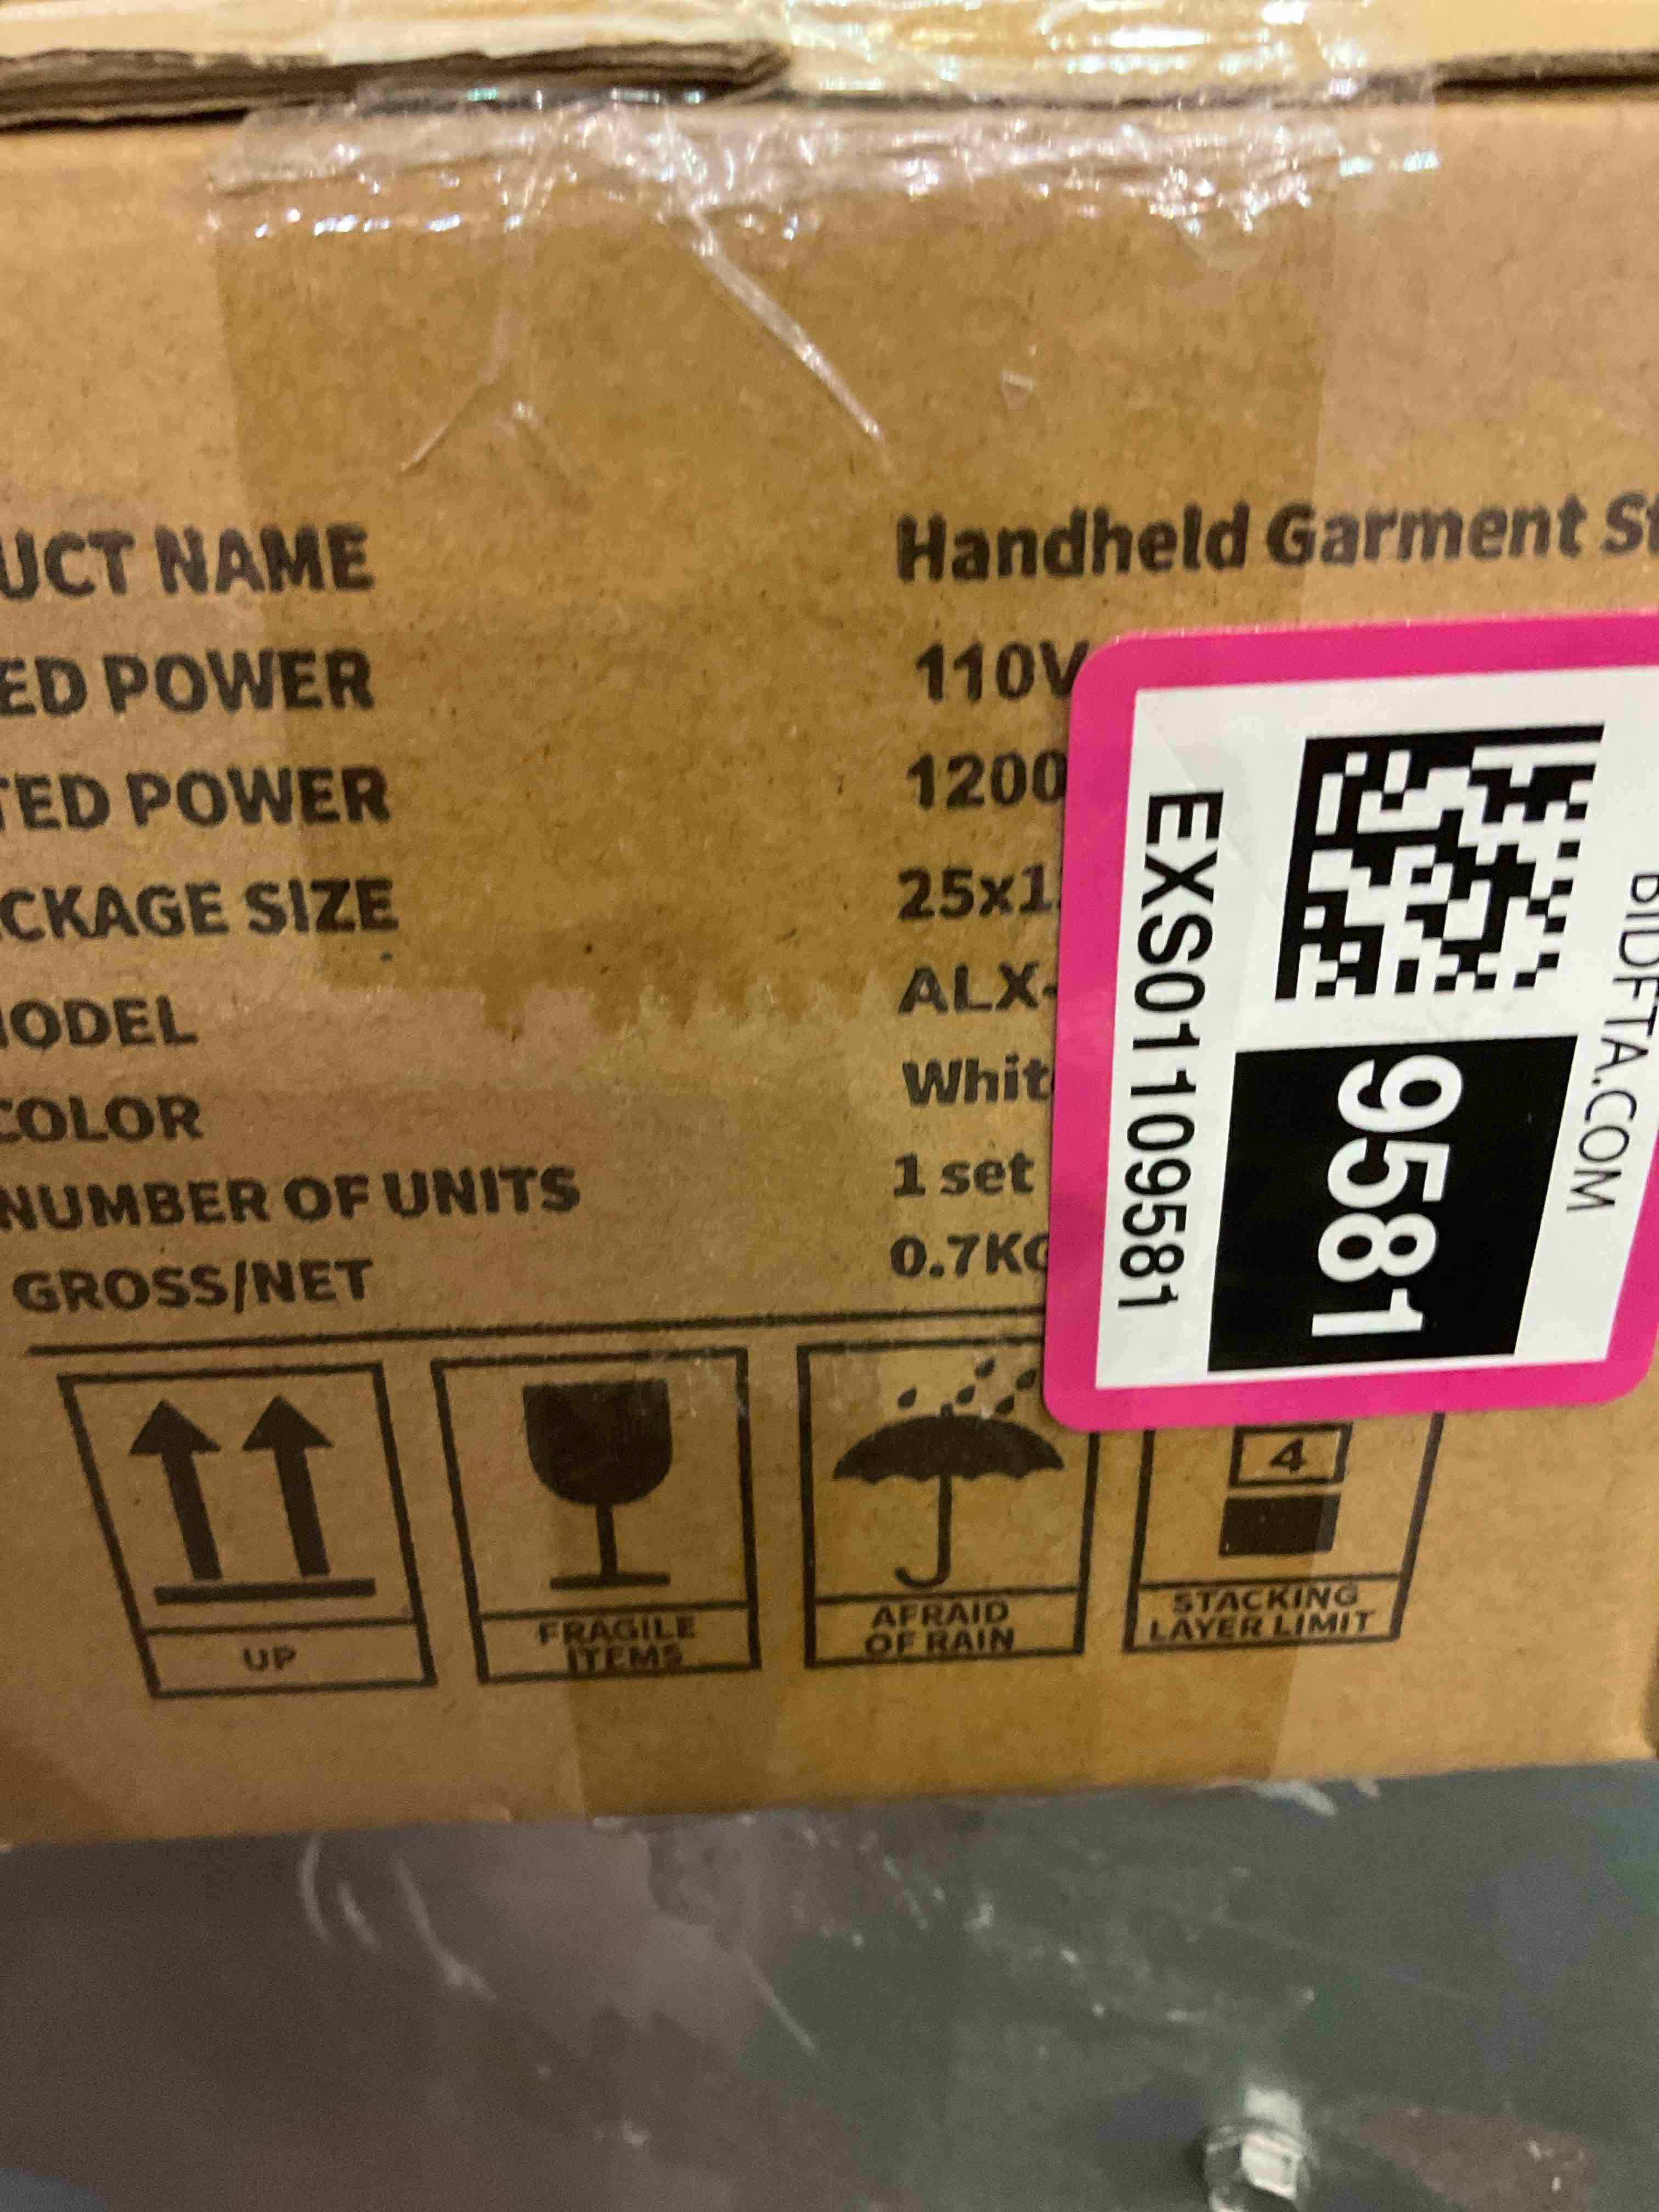 UCT NAME Handheld Garment St
ED POWER 110V
TED POWER 1200
CKAGE SIZE 25x1
MODEL ALX-
COLOR Whit
NUMBER OF UNITS 1 set
GROSS/NET 0.7KG
BIDFTA.COM
9581
EXS01109581
UP
FRAGILE
ITEMS
AFRAID
OF RAIN
4
STACKING
LAYER LIMIT